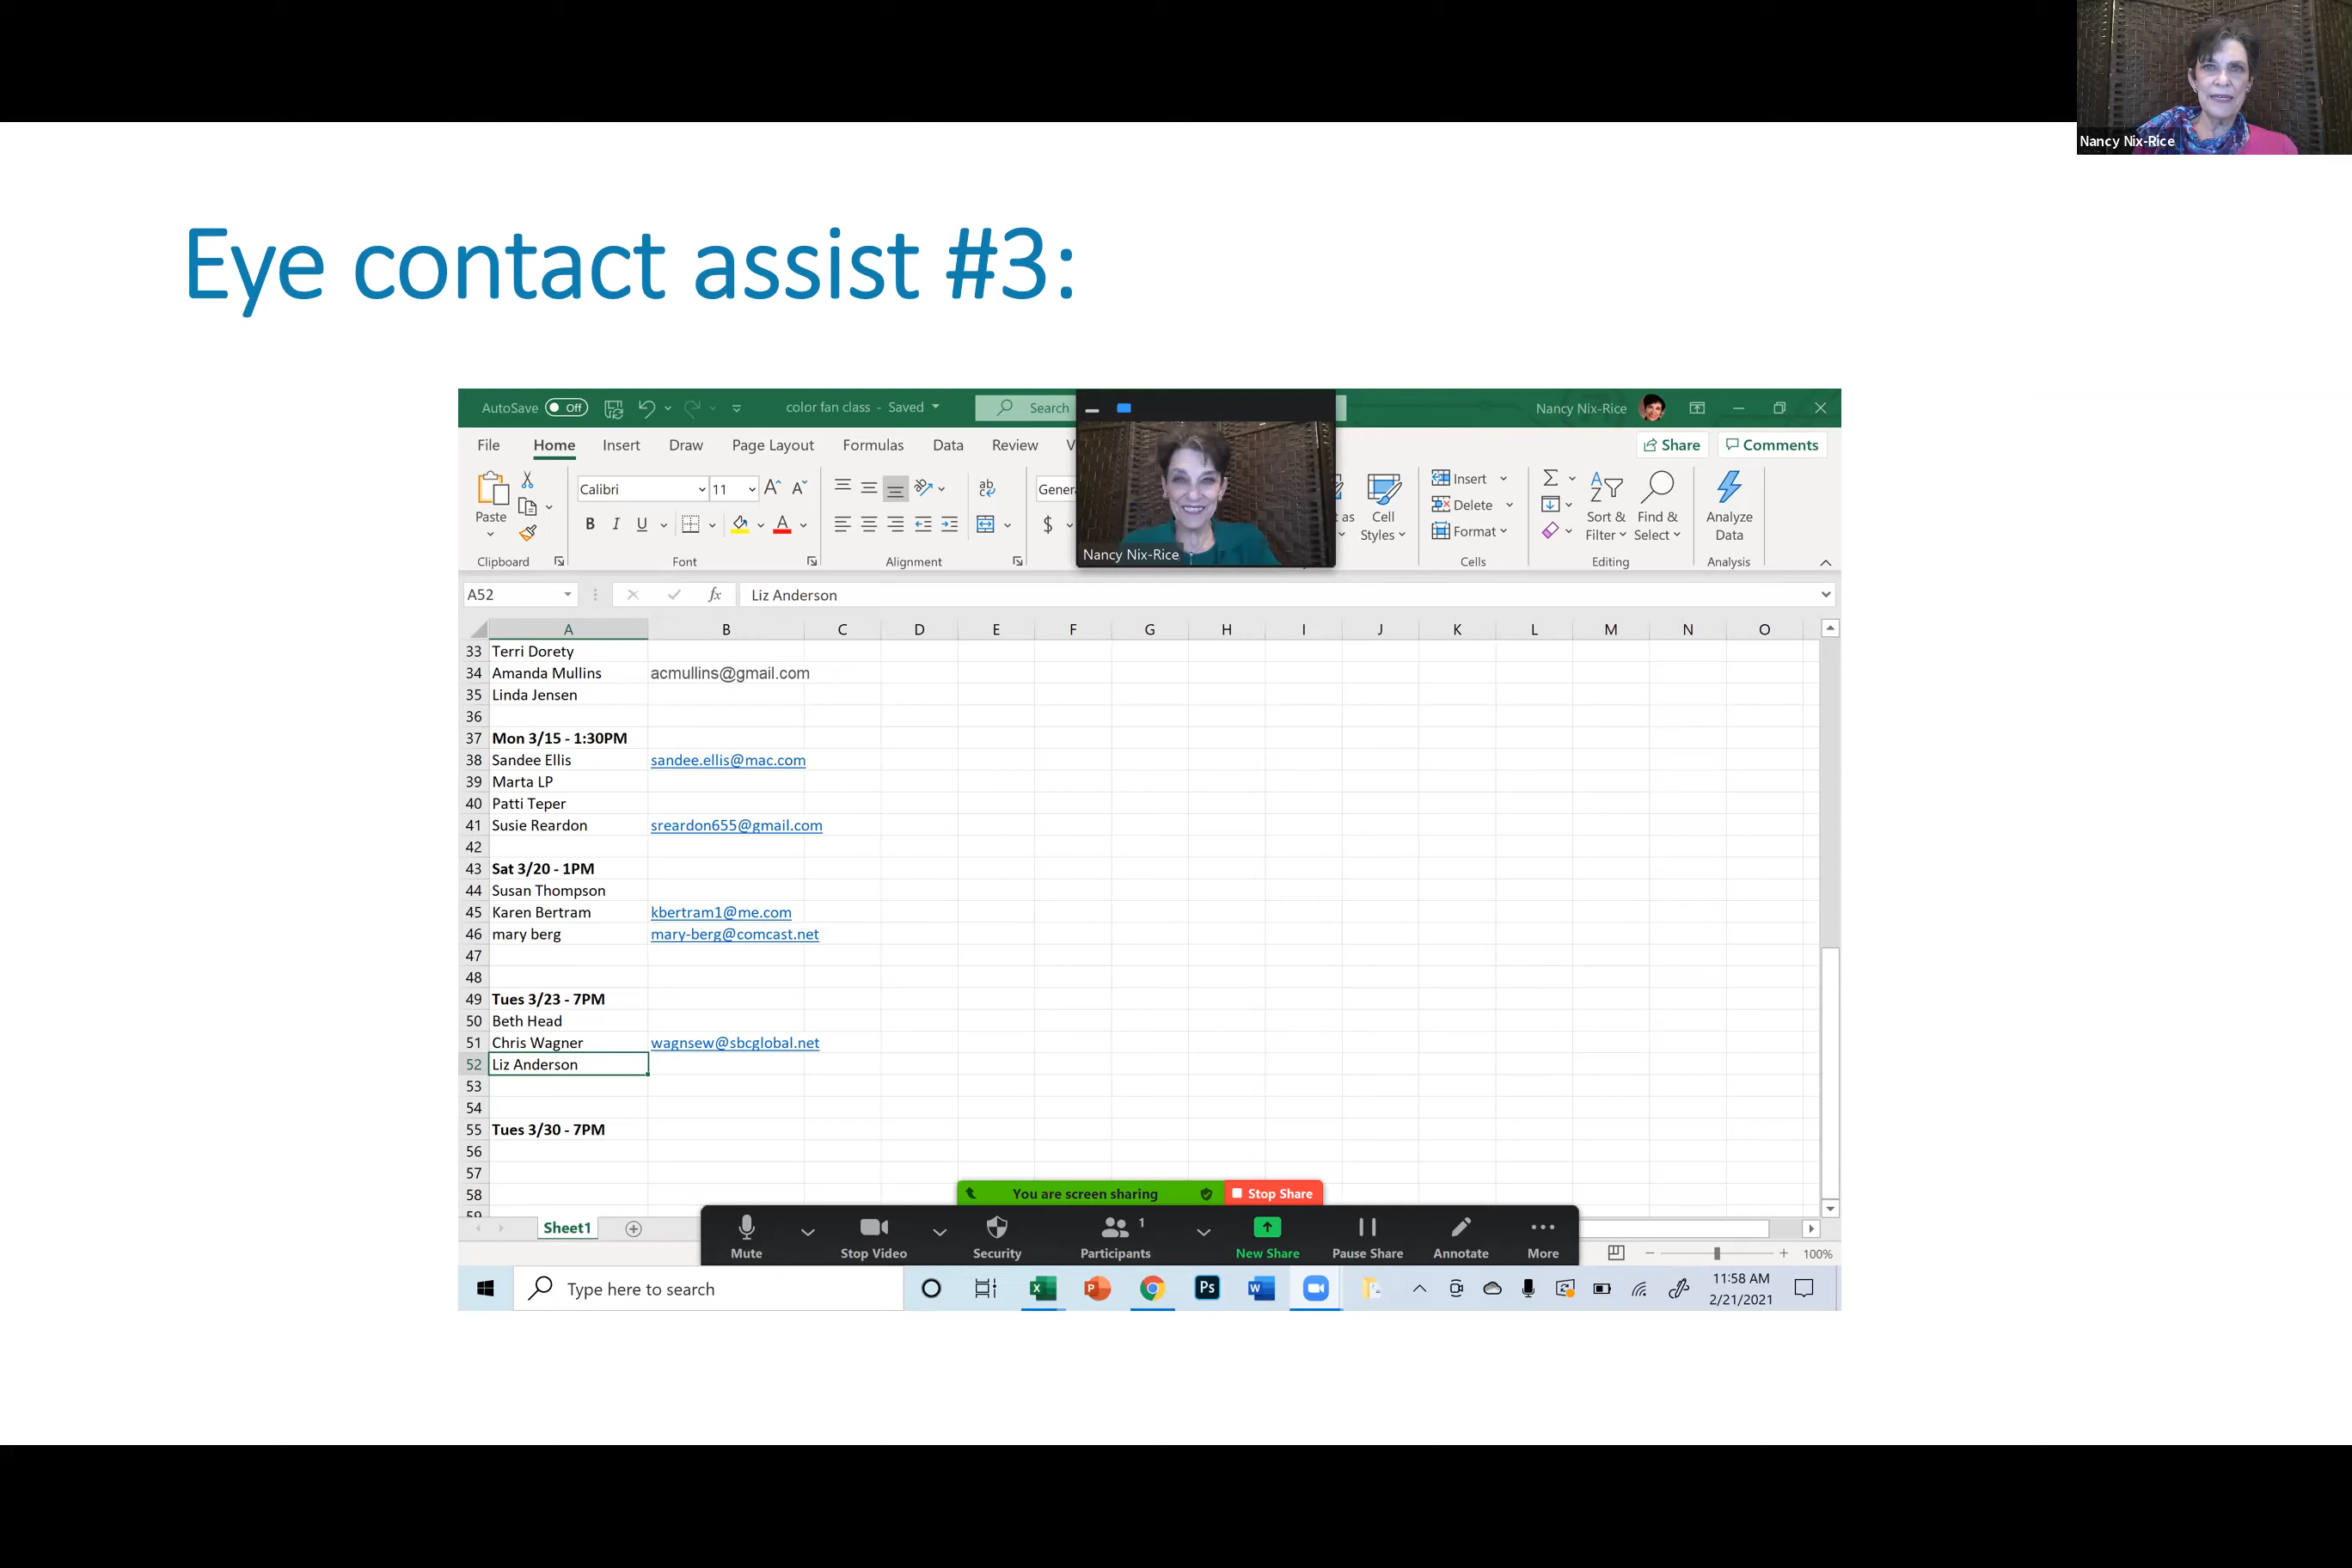 Nancy Nix-Rice
Eye contact assist #3:
AutoSave Off color fan class - Saved Search Nancy Nix-Rice
File Home Insert Draw Page Layout Formulas Data Review V Share Comments
Paste Calibri 11 ab Genera $ as Cell Styles Insert Delete Format Sort & Filter Find & Select Analyze Data
Nancy Nix-Rice
Clipboard Font Alignment Cells Editing Analysis
A52 fx Liz Anderson
A B C D E F G H I J K L M N O
33 Terri Dorety
34 Amanda Mullins acmullins@gmail.com
35 Linda Jensen
36
37 Mon 3/15 - 1:30PM
38 Sandee Ellis sandee.ellis@mac.com
39 Marta LP
40 Patti Teper
41 Susie Reardon sreardon655@gmail.com
42
43 Sat 3/20 - 1PM
44 Susan Thompson
45 Karen Bertram kbertram1@me.com
46 mary berg mary-berg@comcast.net
47
48
49 Tues 3/23 - 7PM
50 Beth Head
51 Chris Wagner wagnsew@sbcglobal.net
52 Liz Anderson
53
54
55 Tues 3/30 - 7PM
56
57
58
59
You are screen sharing Stop Share
Sheet1
Mute Stop Video Security Participants 1 New Share Pause Share Annotate More
100%
Type here to search
11:58 AM
2/21/2021